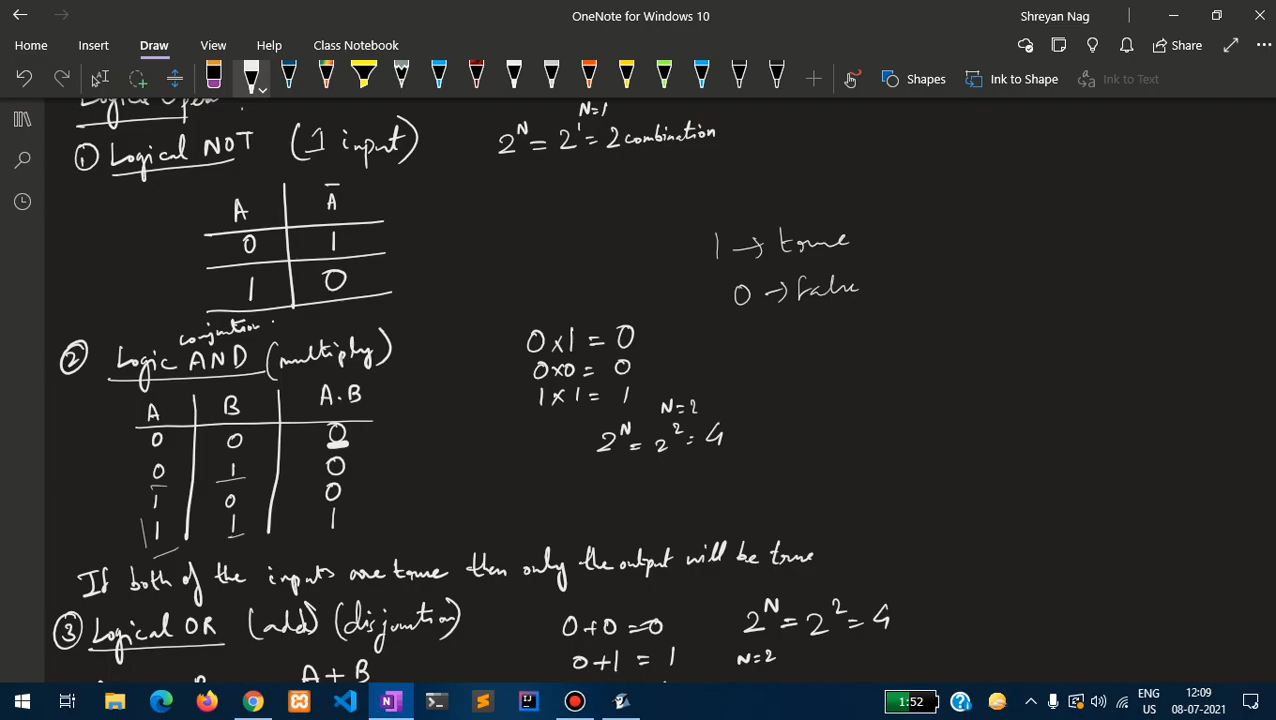 OneNote for Windows 10
Shreyan Nag
Home Insert Draw View Help Class Notebook
Share
Shapes Ink to Shape Ink to Text
① Logical NOT (1 input)
N=1
2^N = 2^1 = 2 combination
A Ā
0 1
1 0
1 → true
0 → False
conjuntion
② Logic AND (multiply)
A B A.B
0 0 0
0 1 0
1 0 0
1 1 1
0 x 1 = 0
0x0 = 0
1 x 1 = 1
N=2
2^N = 2^2 = 4
If both of the inputs are true then only the output will be true
③ Logical OR (add) (disjunction)
A + B
0+0=0
0+1 = 1
2^N = 2^2 = 4
N=2
1:52
ENG
US
12:09
08-07-2021